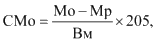 СМо = (Мо – Мр) / Вм × 205,